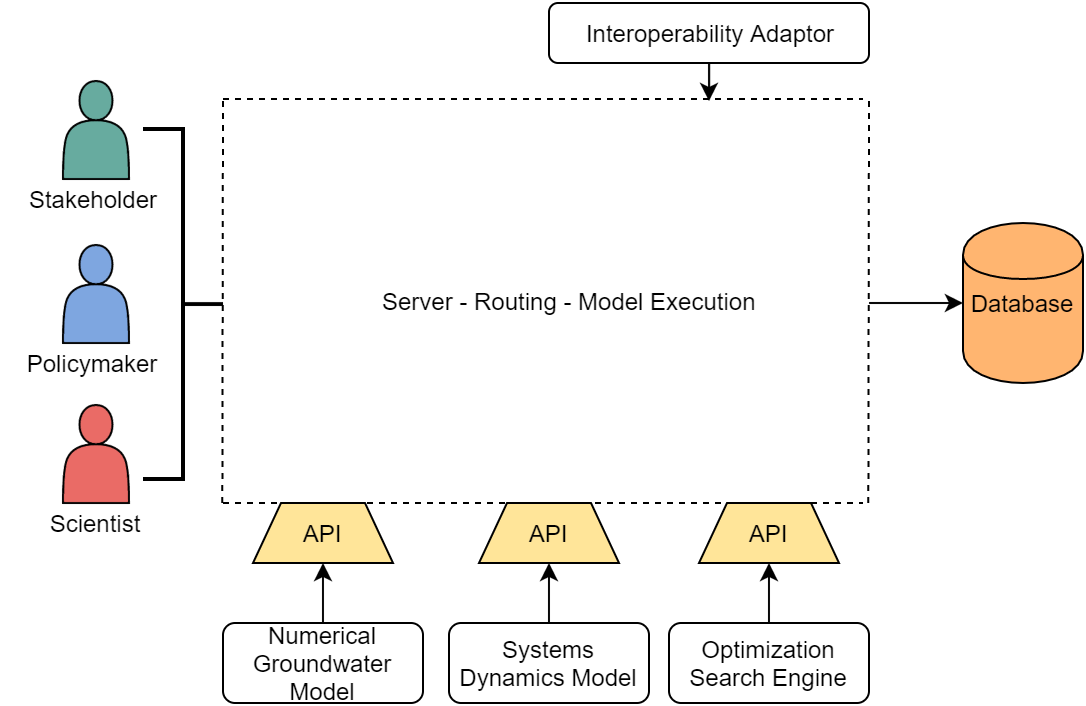 Interoperability Adaptor
Stakeholder
Policymaker
Scientist
Server - Routing - Model Execution
Database
API
API
API
Numerical
Groundwater
Model
Systems
Dynamics Model
Optimization
Search Engine